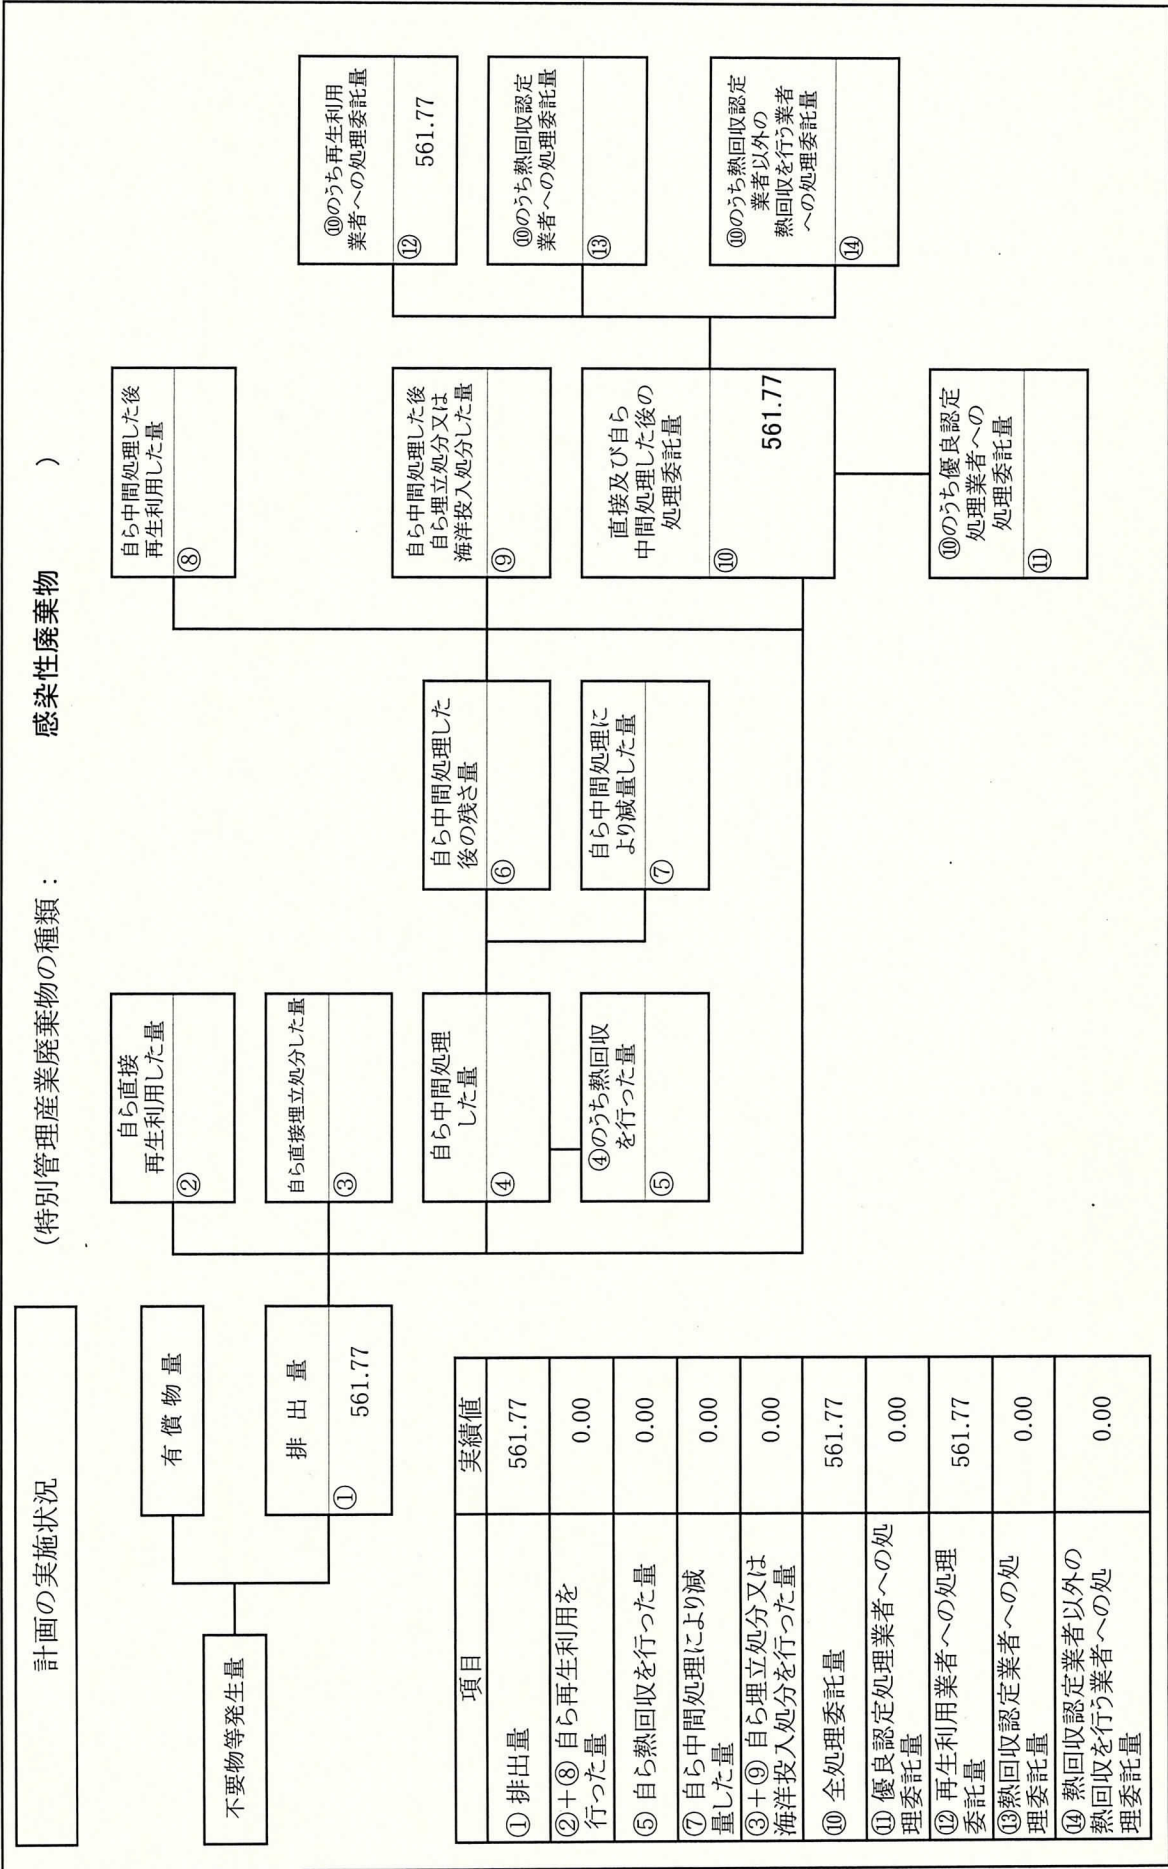 計画の実施状況
(特別管理産業廃棄物の種類：　感染性廃棄物　)
不要物等発生量
有償物量
排出量
①
561.77
自ら直接
再生利用した量
②
自ら直接埋立処分した量
③
自ら中間処理
した量
④
④のうち熱回収
を行った量
⑤
自ら中間処理した
後の残さ量
⑥
自ら中間処理に
より減量した量
⑦
自ら中間処理した後
再生利用した量
⑧
自ら中間処理した後
自ら埋立処分又は
海洋投入処分した量
⑨
直接及び自ら
中間処理した後の
処理委託量
⑩
561.77
⑩のうち優良認定
処理業者への
処理委託量
⑪
⑩のうち再生利用
業者への処理委託量
⑫
561.77
⑩のうち熱回収認定
業者への処理委託量
⑬
⑩のうち熱回収認定
業者以外の
熱回収を行う業者
への処理委託量
⑭
項目 実績値
① 排出量 561.77
②+⑧ 自ら再生利用を
行った量 0.00
⑤ 自ら熱回収を行った量 0.00
⑦ 自ら中間処理により減
量した量 0.00
③+⑨ 自ら埋立処分又は
海洋投入処分を行った量 0.00
⑩ 全処理委託量 561.77
⑪ 優良認定処理業者への処
理委託量 0.00
⑫ 再生利用業者への処理
委託量 561.77
⑬熱回収認定業者への処
理委託量 0.00
⑭ 熱回収認定業者以外の
熱回収を行う業者への処
理委託量 0.00